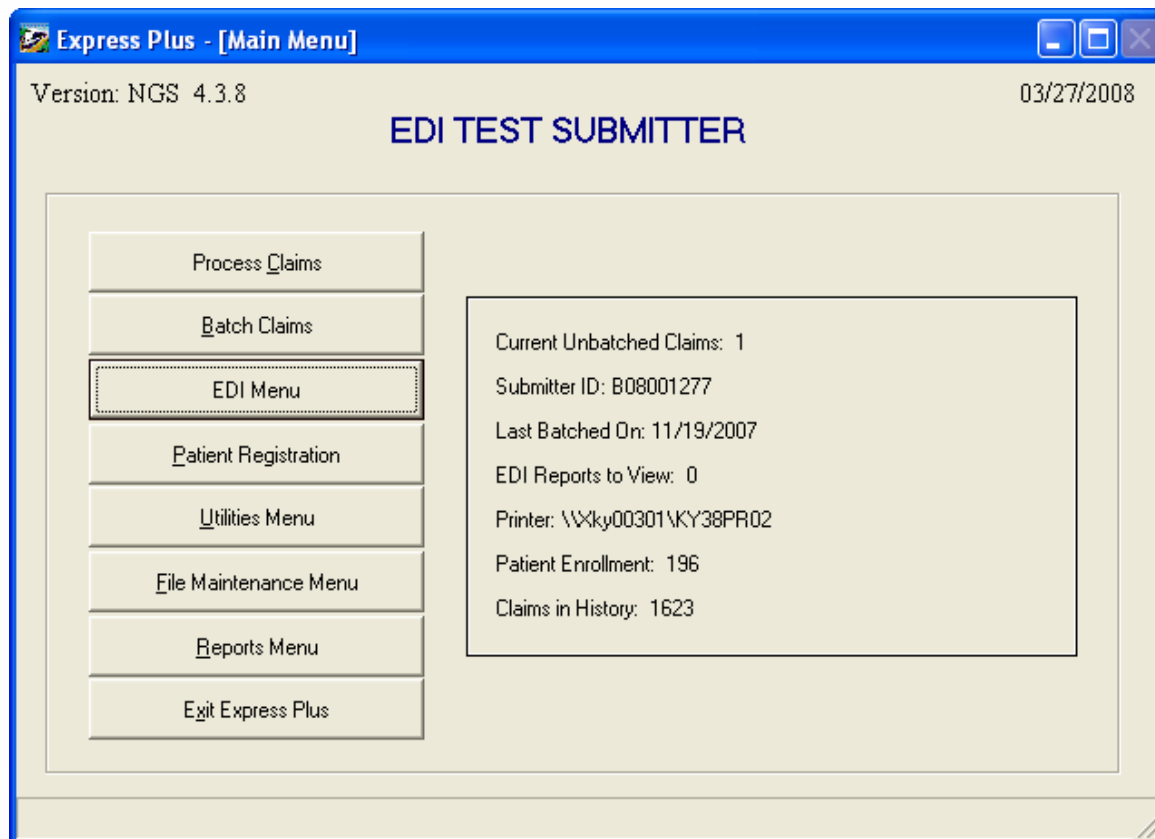 Express Plus - [Main Menu]
Version: NGS 4.3.8
03/27/2008
EDI TEST SUBMITTER
Process Claims
Batch Claims
EDI Menu
Patient Registration
Utilities Menu
File Maintenance Menu
Reports Menu
Exit Express Plus
Current Unbatched Claims: 1
Submitter ID: B08001277
Last Batched On: 11/19/2007
EDI Reports to View: 0
Printer: \\Xky00301\KY38PR02
Patient Enrollment: 196
Claims in History: 1623